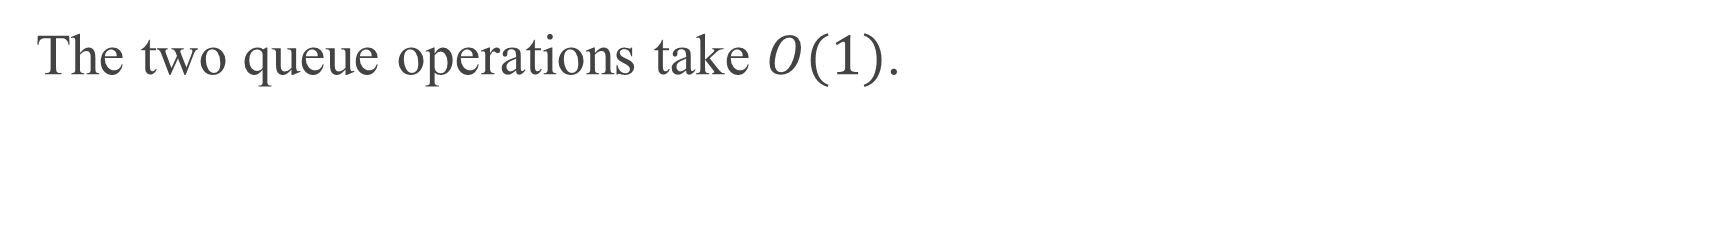 The two queue operations take O(1).